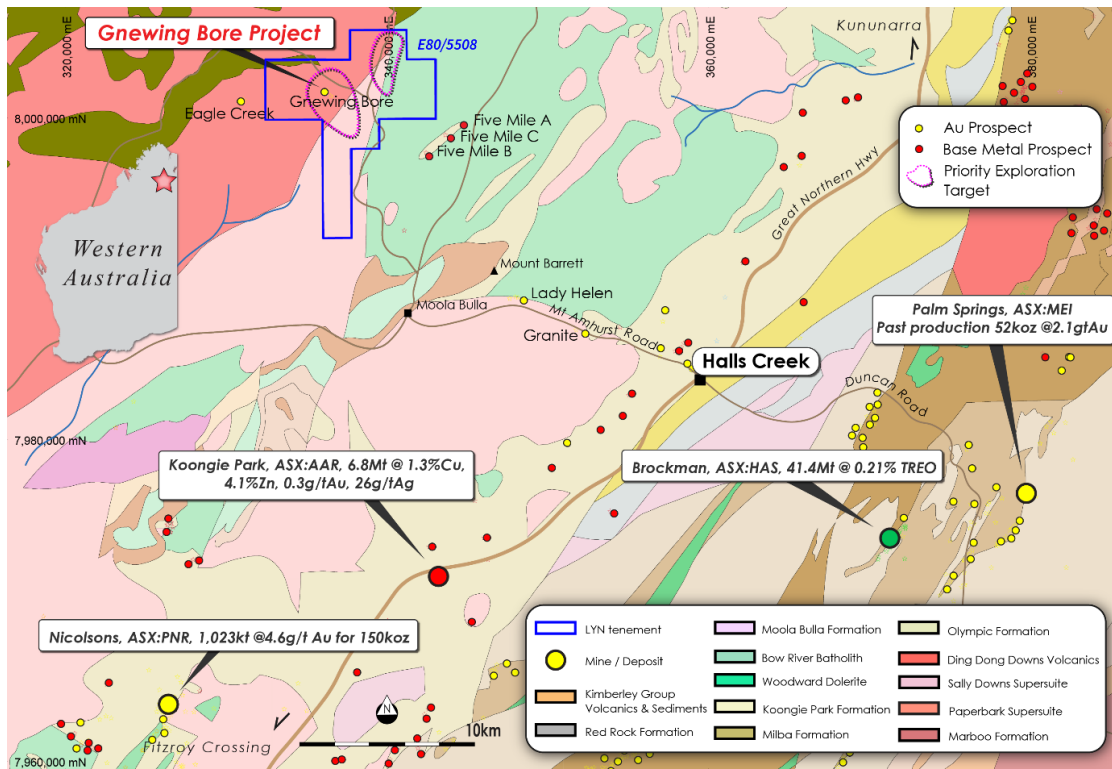 320,000 mE
340,000 mE
360,000 mE
380,000 mE
Gnewing Bore Project
E80/5508
Kununarra
Gnewing Bore
Eagle Creek
8,000,000 mN
Five Mile A
Five Mile C
Five Mile B
Au Prospect
Base Metal Prospect
Priority Exploration
Target
Great Northern Hwy
Western
Australia
Mount Barrett
Moola Bulla
Lady Helen
Mt Amhurst Road
Granite
Halls Creek
Palm Springs, ASX:MEI
Past production 52koz @2.1gtAu
Duncan Road
7,980,000 mN
Koongie Park, ASX:AAR, 6.8Mt @ 1.3%Cu,
4.1%Zn, 0.3g/tAu, 26g/tAg
Brockman, ASX:HAS, 41.4Mt @ 0.21% TREO
Nicolsons, ASX:PNR, 1,023kt @4.6g/t Au for 150koz
Fitzroy Crossing
N
10km
7,960,000 mN
LYN tenement
Mine / Deposit
Kimberley Group
Volcanics & Sediments
Red Rock Formation
Moola Bulla Formation
Bow River Batholith
Woodward Dolerite
Koongie Park Formation
Milba Formation
Olympic Formation
Ding Dong Downs Volcanics
Sally Downs Supersuite
Paperbark Supersuite
Marboo Formation